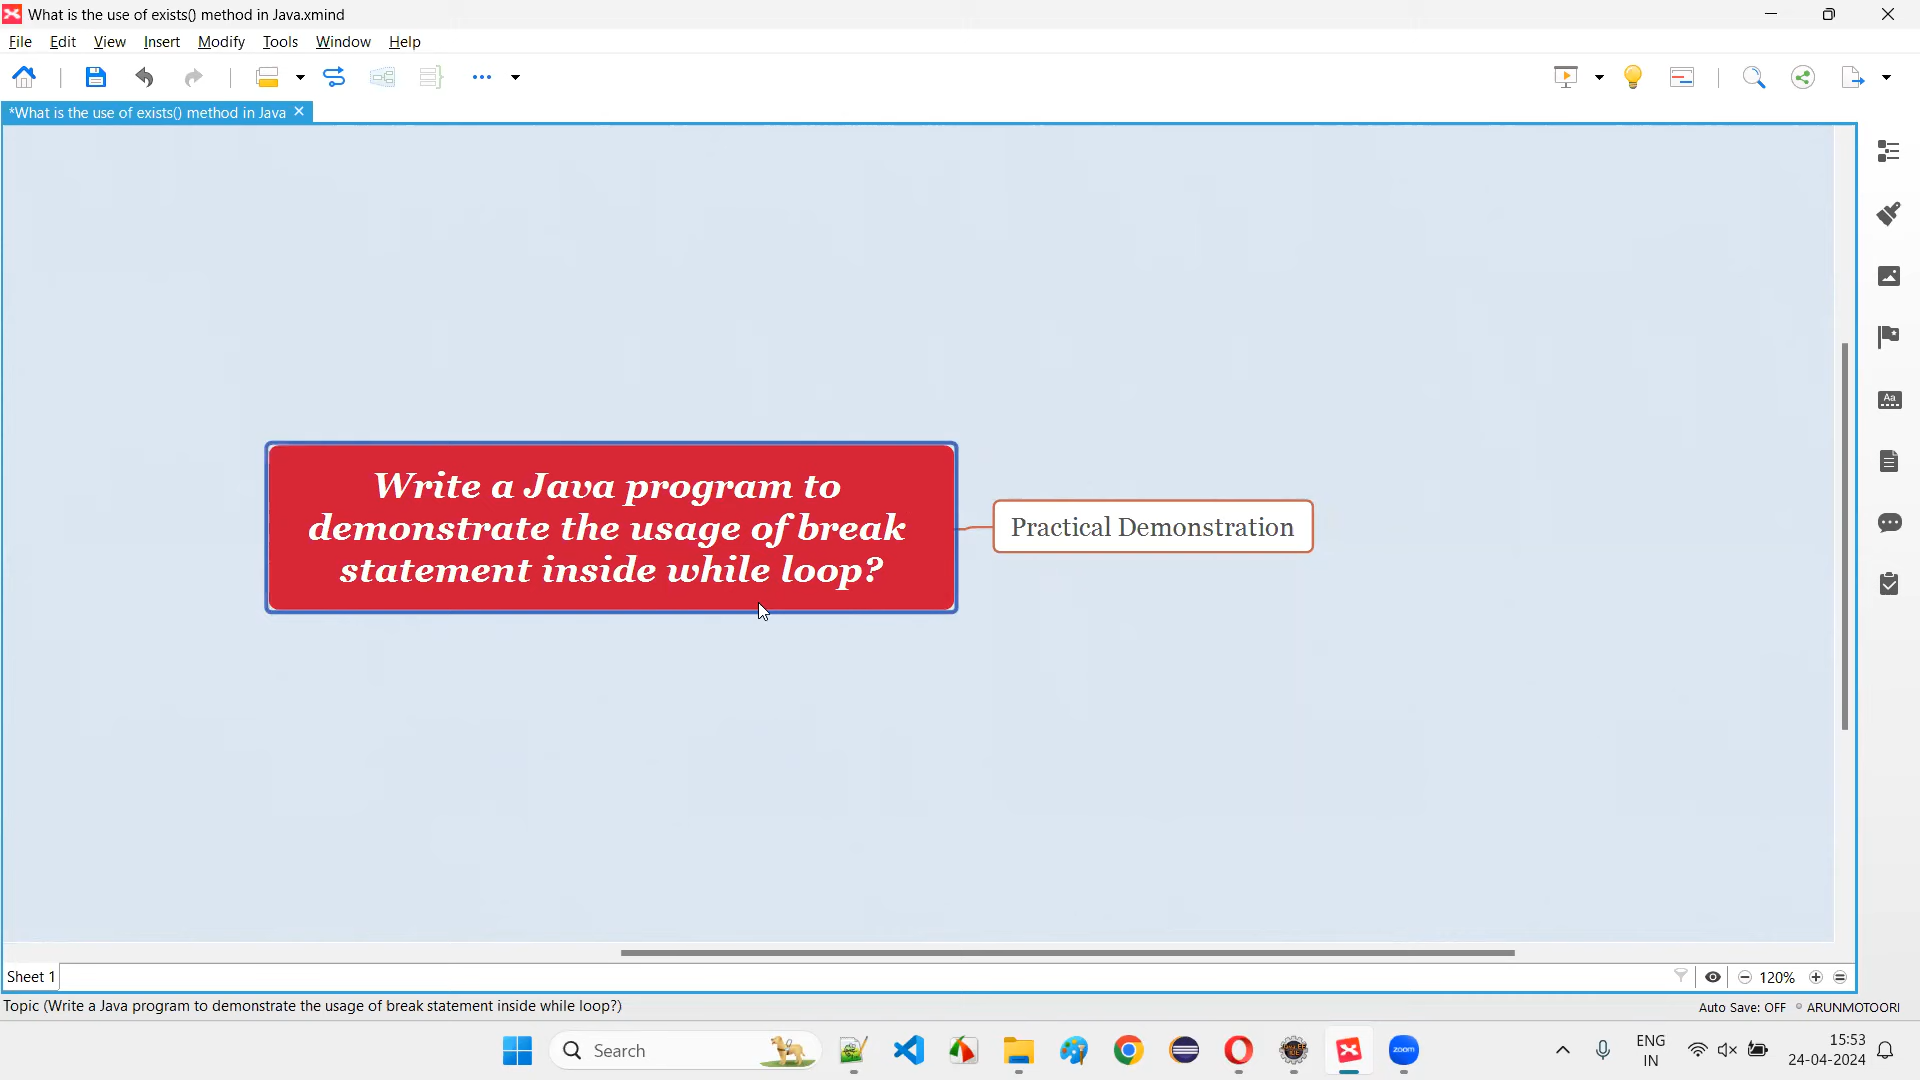 What is the use of exists() method in Java.xmind
File Edit View Insert Modify Tools Window Help
*What is the use of exists() method in Java
Write a Java program to
demonstrate the usage of break
statement inside while loop?
Practical Demonstration
Aa
Sheet 1
120%
Topic (Write a Java program to demonstrate the usage of break statement inside while loop?)
Auto Save: OFF ARUNMOTOORI
Search
zoom
ENG
IN
15:53
24-04-2024